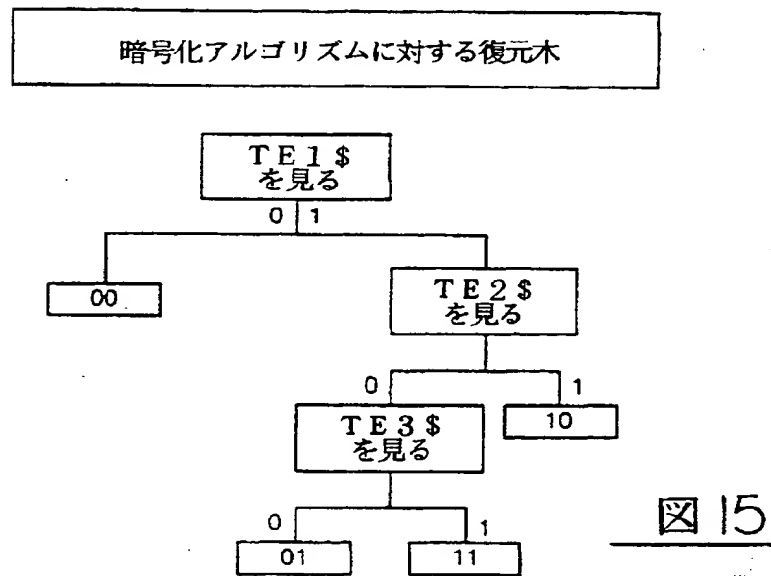 暗号化アルゴリズムに対する復元木
TE1$
を見る
0 1
00
TE2$
を見る
0 1
TE3$
を見る
10
0 1
01 11
図15